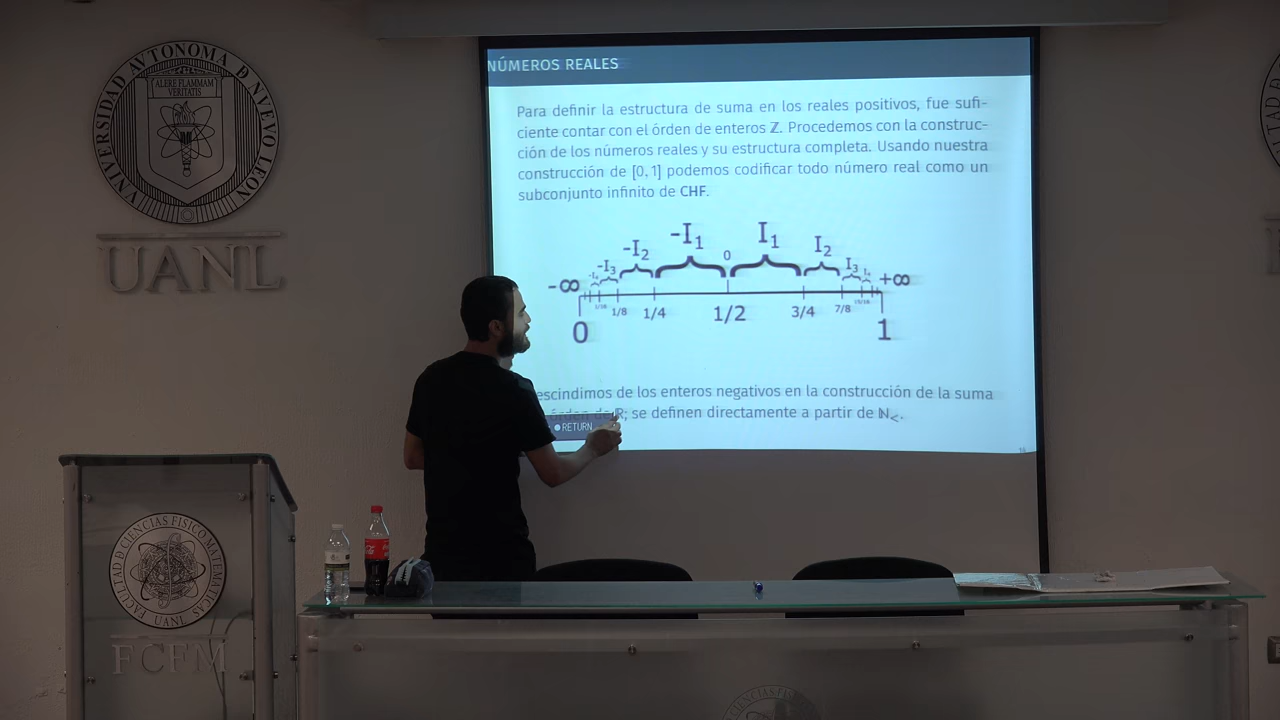 UNIVERSIDAD AVTONOMA D NVEVO LEON
ALERE FLAMMAM
VERITATIS
UANL
NÚMEROS REALES
Para definir la estructura de suma en los reales positivos, fue sufi-
ciente contar con el órden de enteros ℤ. Procedemos con la construc-
ción de los números reales y su estructura completa. Usando nuestra
construcción de [0, 1] podemos codificar todo número real como un
subconjunto infinito de CHF.
-I₃ -I₂ -I₁ 0 I₁ I₂ I₃
-∞ +∞
1/8 1/4 1/2 3/4 7/8
0 1
escindimos de los enteros negativos en la construcción de la suma
órden de ℝ; se definen directamente a partir de ℕ<.
RETURN
FACULTAD D CIENCIAS FISICO MATEMATICAS
UANL
FCFM
CIENCIAS FISICO